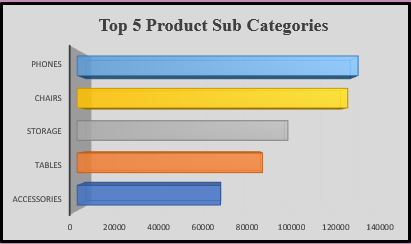 Top 5 Product Sub Categories
PHONES
CHAIRS
STORAGE
TABLES
ACCESSORIES
0 20000 40000 60000 80000 100000 120000 140000